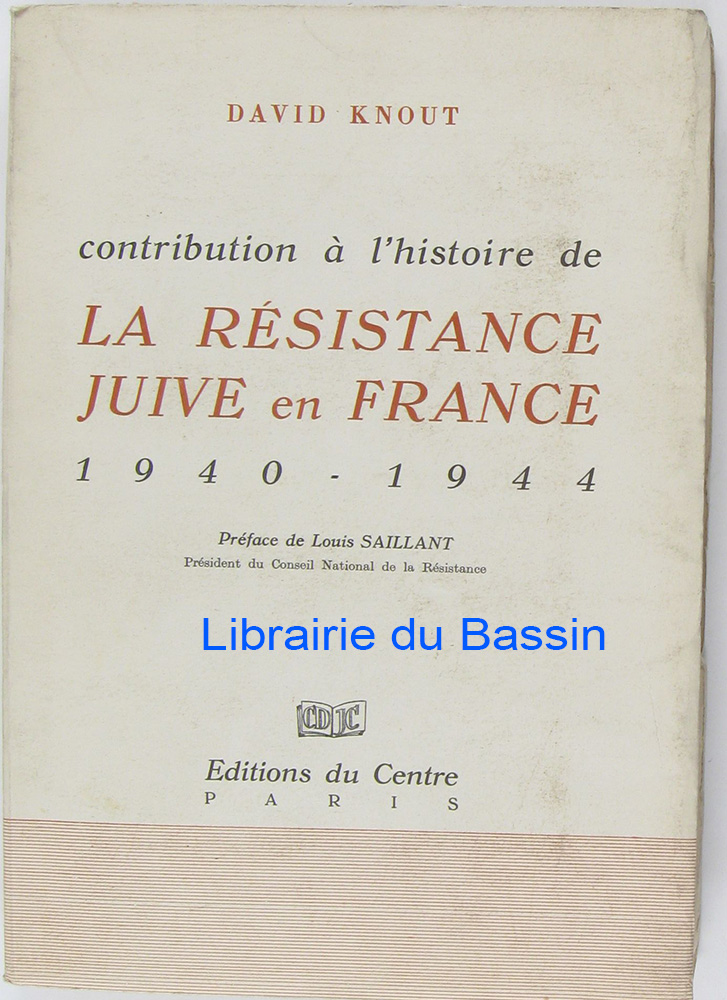 DAVID KNOUT
contribution à l'histoire de
LA RÉSISTANCE
JUIVE en FRANCE
1940-1944
Préface de Louis SAILLANT
Président du Conseil National de la Résistance
Librairie du Bassin
CDJC
Editions du Centre
PARIS